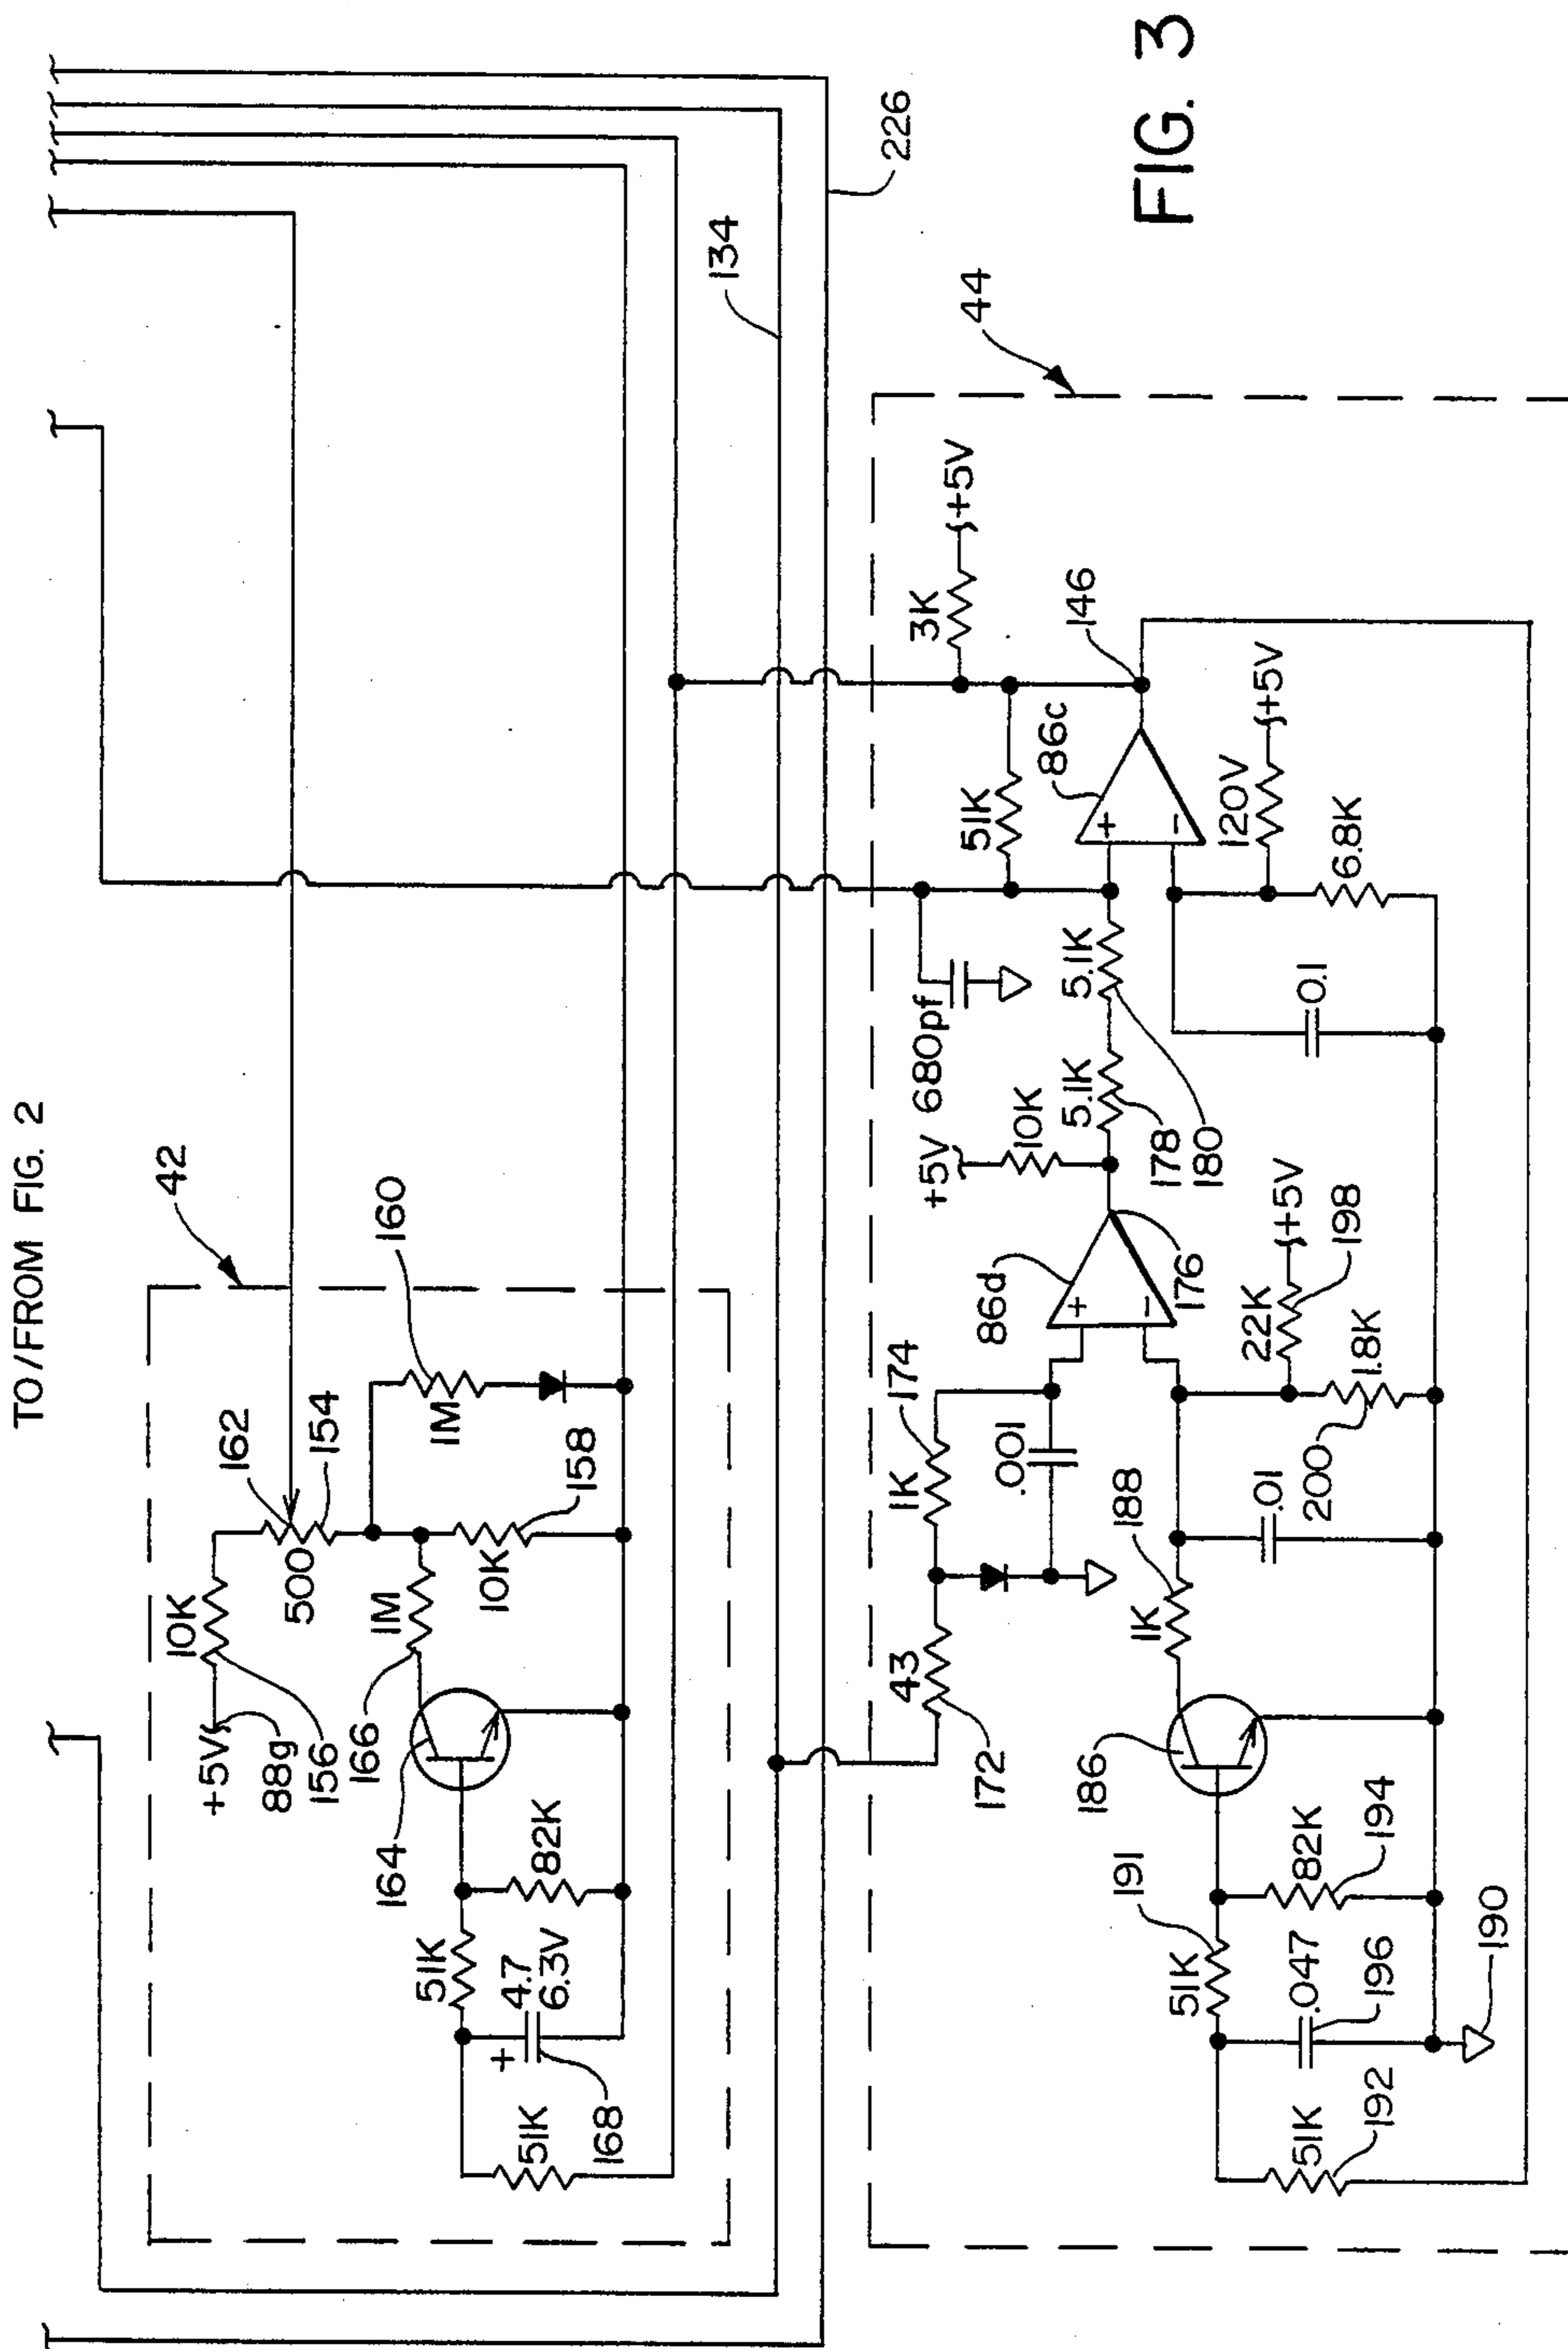 TO/FROM FIG. 2
42
+5V
88g
10K
156
162
500
154
160
1M
1M
166
10K
158
164
82K
51K
4.7
6.3V
+
168
51K
134
226
FIG. 3
44
43
172
1K
174
.001
86d
+
-
176
+5V
10K
680pf
5.1K
178
5.1K
180
51K
3K
+5V
86c
+
-
146
120V
+5V
6.8K
0.1
22K
+5V
198
1.8K
200
.01
188
1K
186
191
51K
82K
194
.047
196
190
51K
192